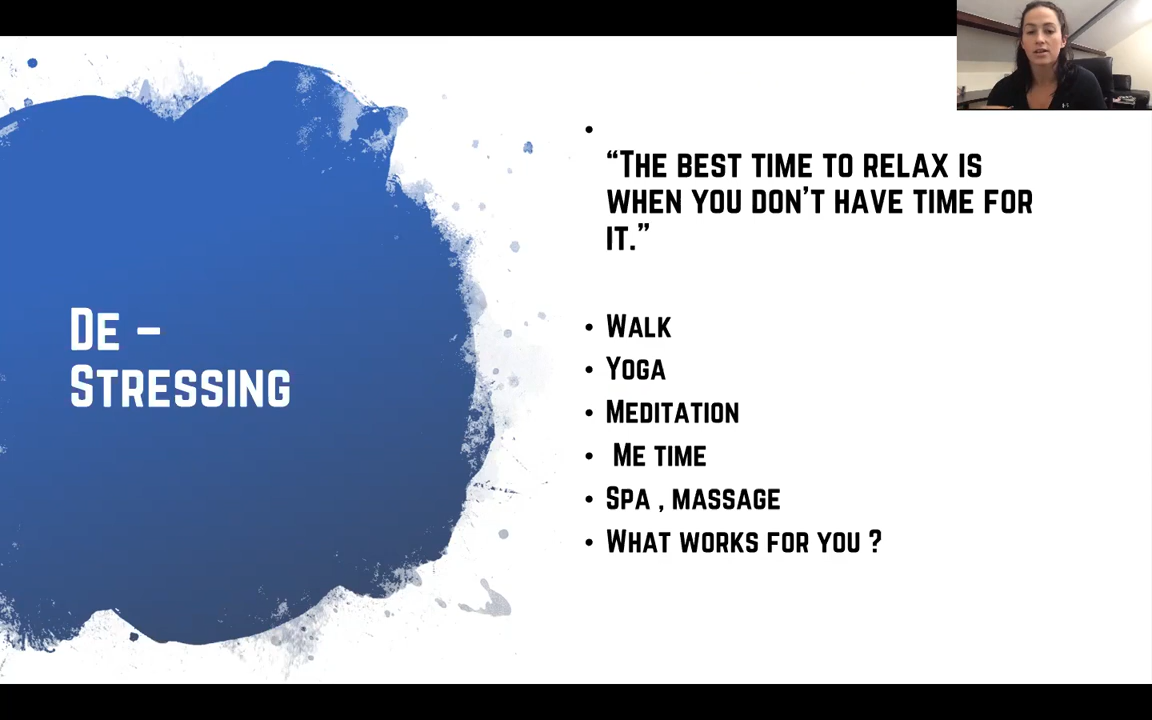 De –
Stressing
“The best time to relax is
when you don’t have time for
it.”
• Walk
• Yoga
• Meditation
• Me time
• Spa , massage
• What works for you ?